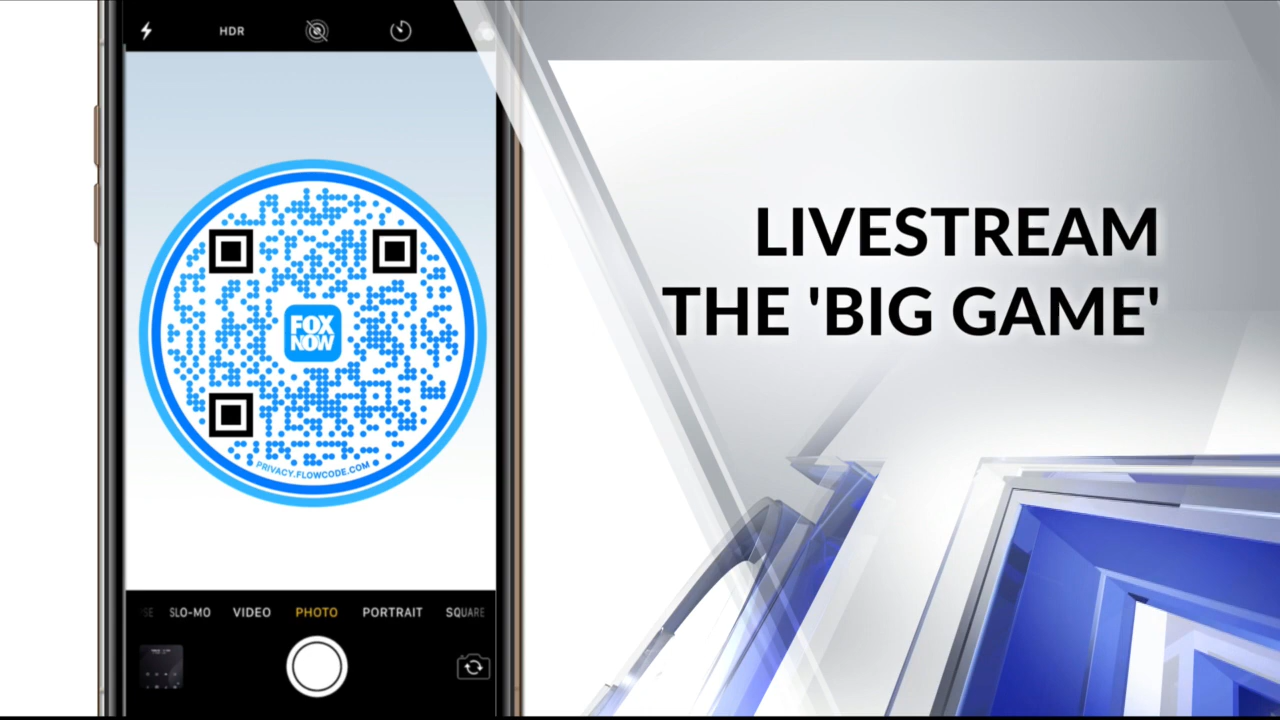 HDR
FOX
NOW
PRIVACY.FLOWCODE.COM
SLO-MO VIDEO PHOTO PORTRAIT SQUARE
LIVESTREAM
THE 'BIG GAME'